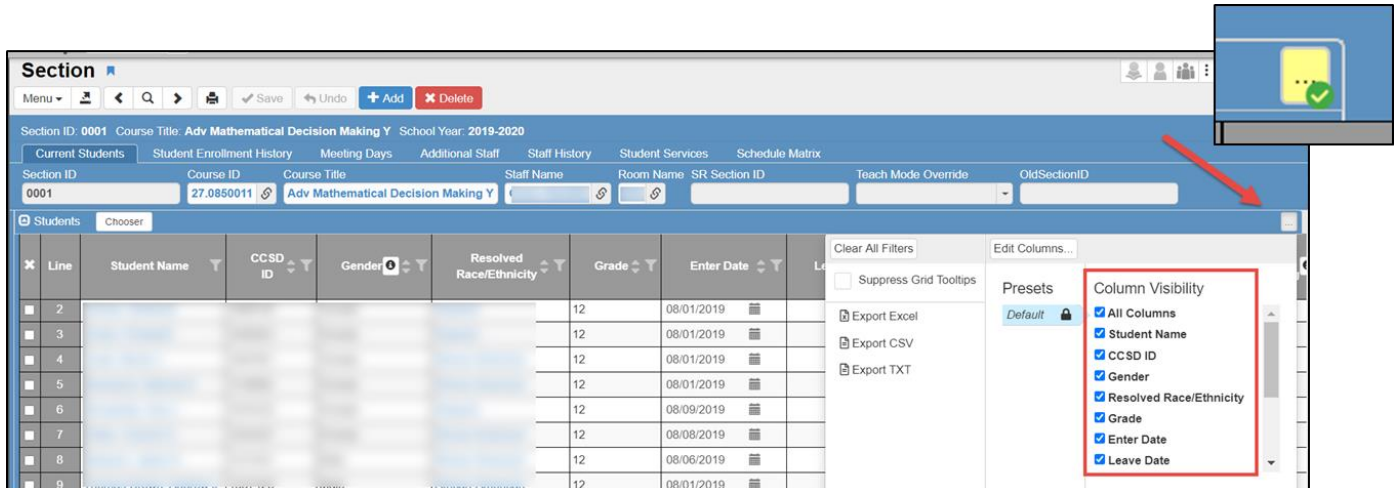 Section
Menu Save Undo Add Delete
Section ID: 0001 Course Title: Adv Mathematical Decision Making Y School Year: 2019-2020
Current Students Student Enrollment History Meeting Days Additional Staff Staff History Student Services Schedule Matrix
Section ID Course ID Course Title Staff Name Room Name SR Section ID Teach Mode Override OldSectionID
0001 27.0850011 Adv Mathematical Decision Making Y
Students Chooser ...
Line Student Name CCSD ID Gender Resolved Race/Ethnicity Grade Enter Date
2 12 08/01/2019
3 12 08/01/2019
4 12 08/01/2019
5 12 08/01/2019
6 12 08/09/2019
7 12 08/08/2019
8 12 08/06/2019
9 12 08/01/2019
Clear All Filters
Suppress Grid Tooltips
Export Excel
Export CSV
Export TXT
Edit Columns...
Presets
Default
Column Visibility
All Columns
Student Name
CCSD ID
Gender
Resolved Race/Ethnicity
Grade
Enter Date
Leave Date
...